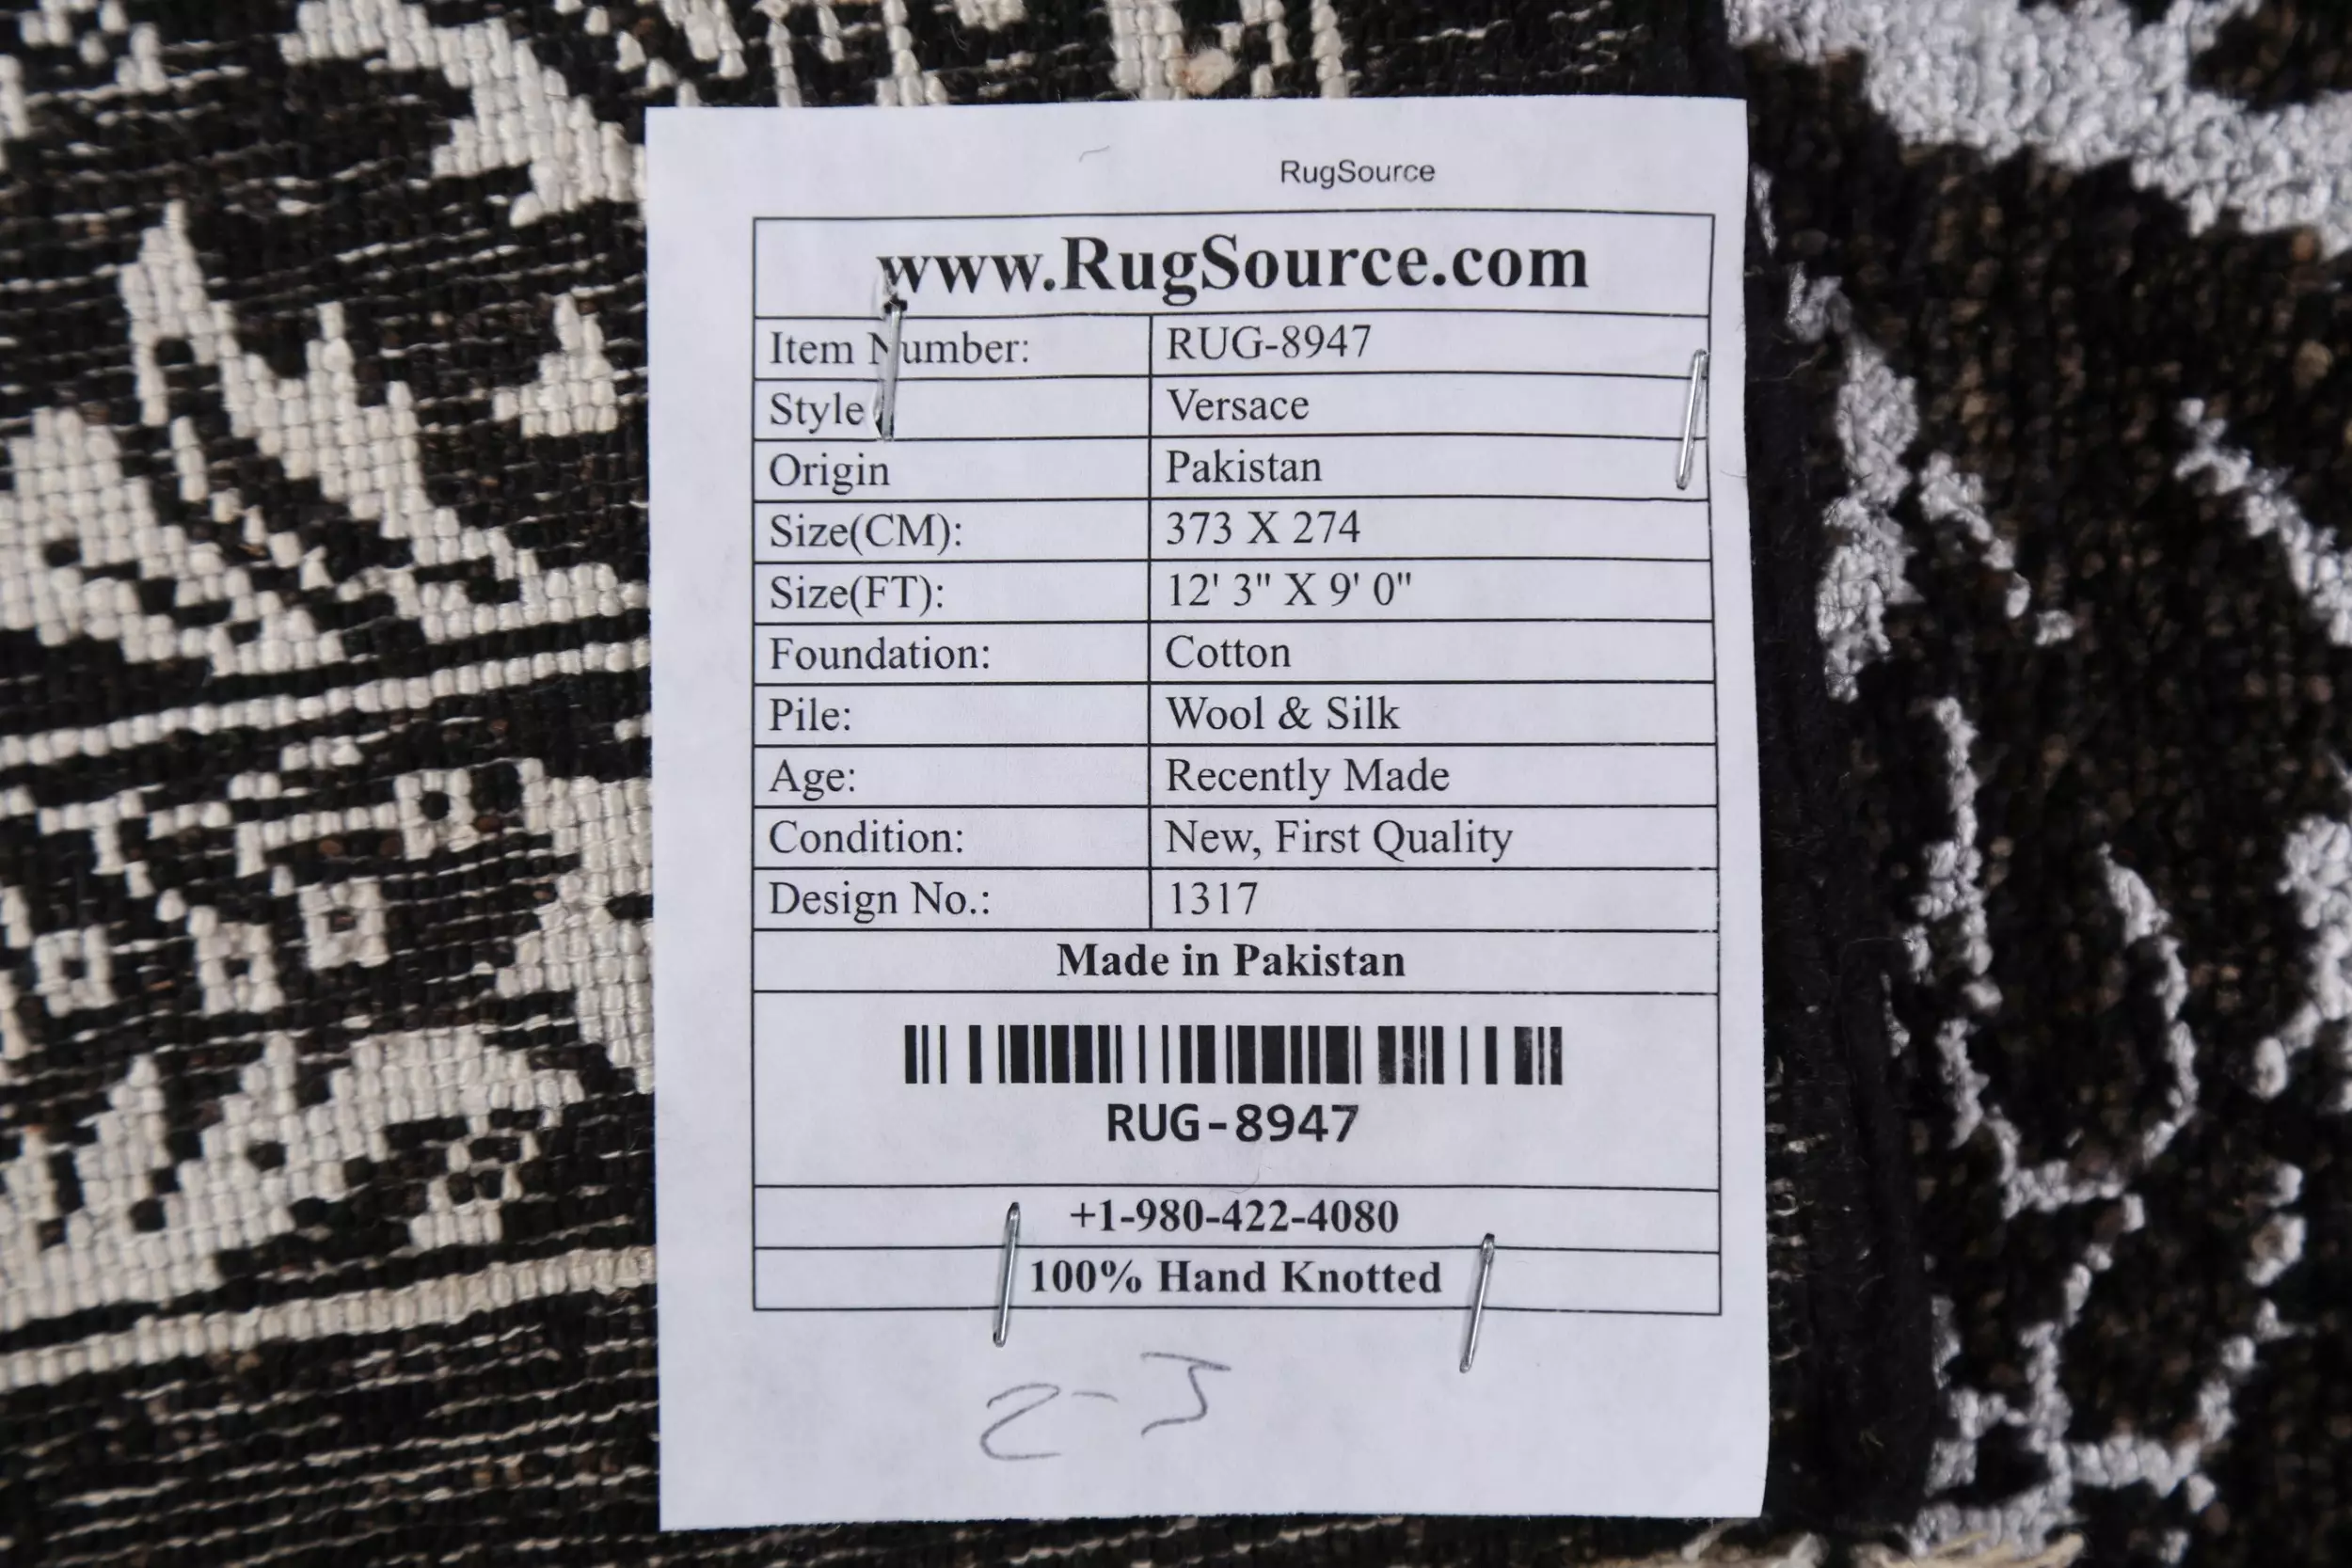 RugSource
www.RugSource.com
Item Number: RUG-8947
Style Versace
Origin Pakistan
Size(CM): 373 X 274
Size(FT): 12' 3" X 9' 0"
Foundation: Cotton
Pile: Wool & Silk
Age: Recently Made
Condition: New, First Quality
Design No.: 1317
Made in Pakistan
RUG-8947
+1-980-422-4080
100% Hand Knotted
2-3